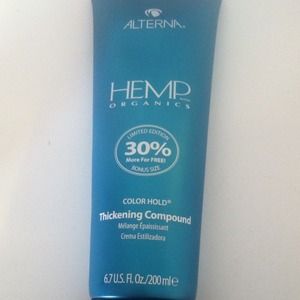 ALTERNA®
HEMP
ORGANICS
LIMITED EDITION
30%
More For FREE!
BONUS SIZE
COLOR HOLD®
Thickening Compound
Mélange Épaississant
Crema Estilizadora
6.7 U.S. Fl. Oz./200 ml e